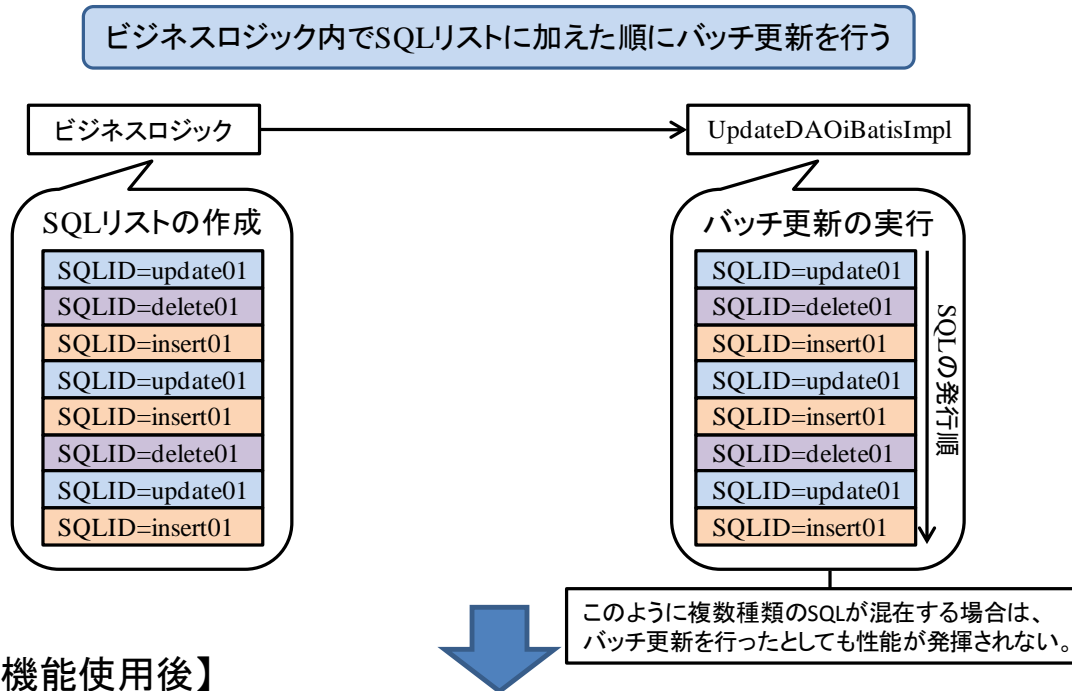 ビジネスロジック内でSQLリストに加えた順にバッチ更新を行う
ビジネスロジック
UpdateDAOiBatisImpl
SQLリストの作成
SQLID=update01
SQLID=delete01
SQLID=insert01
SQLID=update01
SQLID=insert01
SQLID=delete01
SQLID=update01
SQLID=insert01
バッチ更新の実行
SQLID=update01
SQLID=delete01
SQLID=insert01
SQLID=update01
SQLID=insert01
SQLID=delete01
SQLID=update01
SQLID=insert01
SQLの発行順
このように複数種類のSQLが混在する場合は、
バッチ更新を行ったとしても性能が発揮されない。
機能使用後】